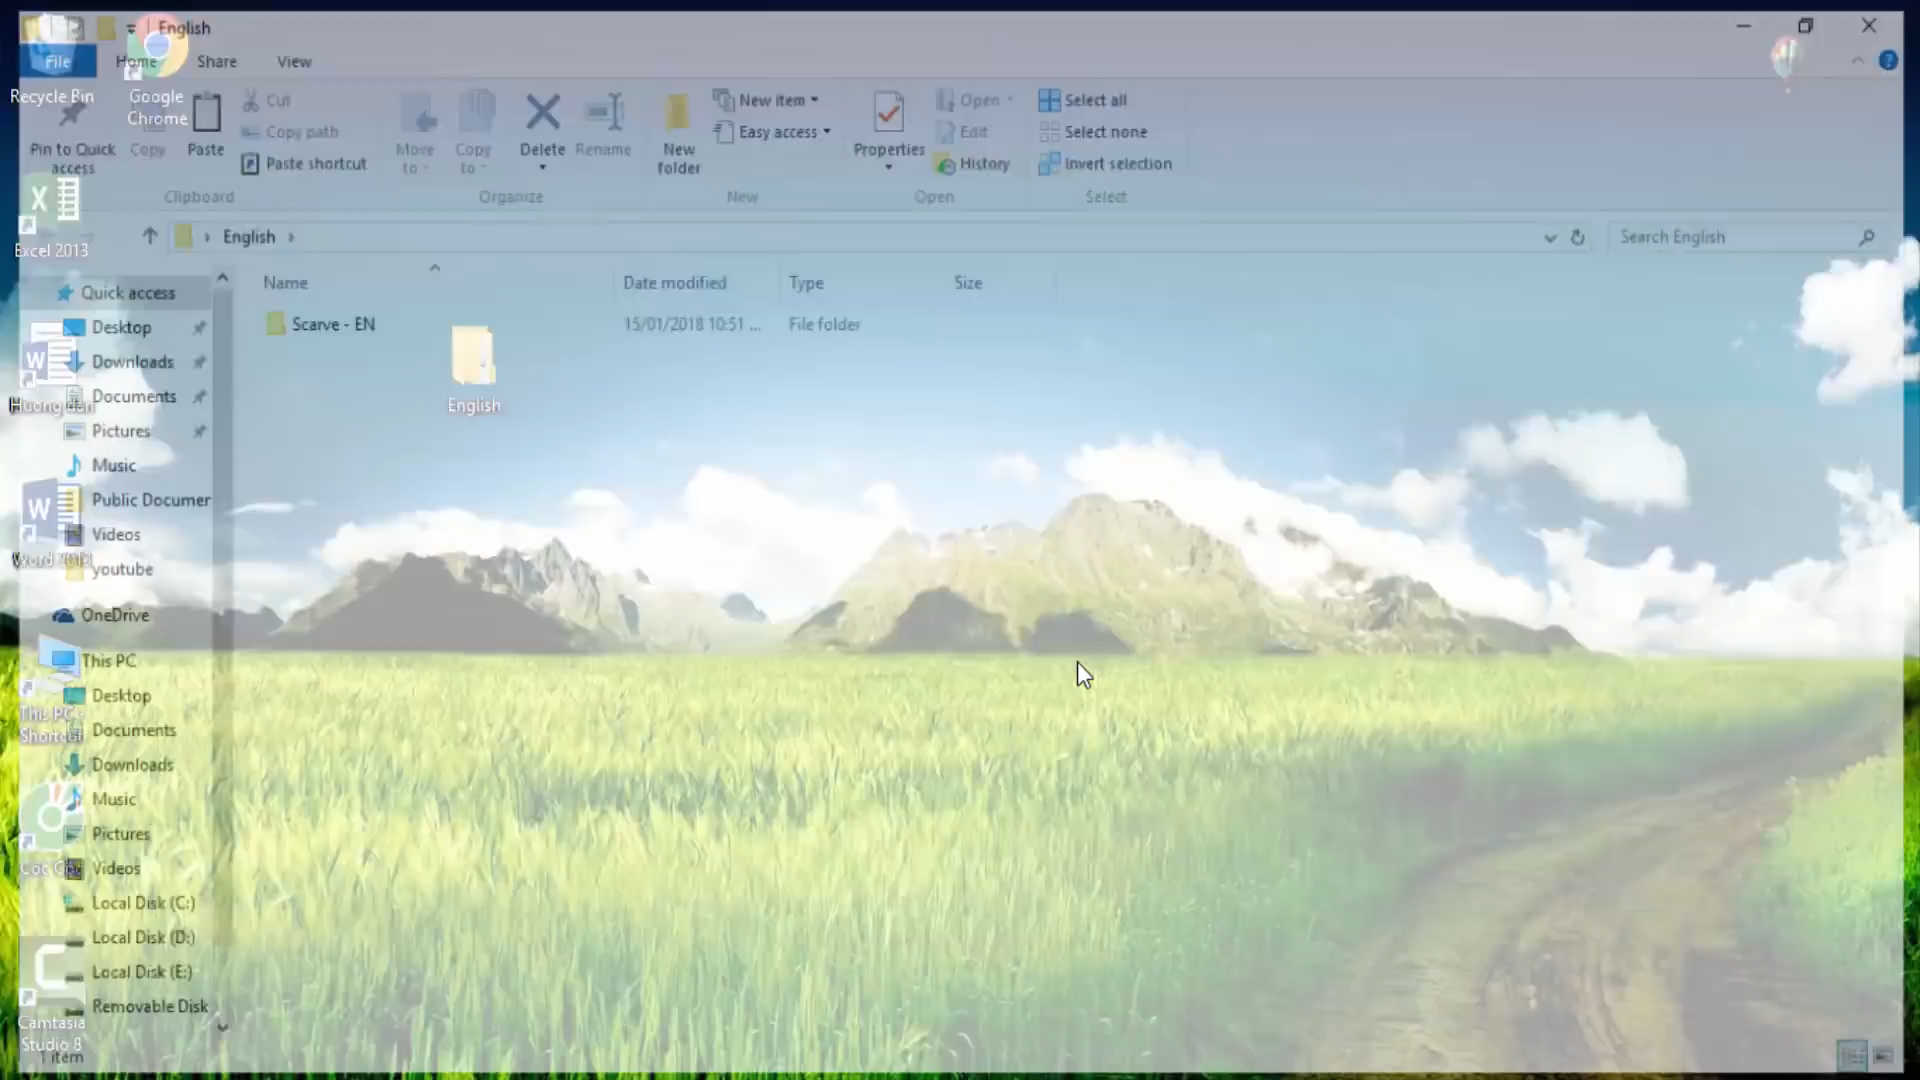 English
File
Home
Share
View
Recycle Bin
Google
Chrome
Pin to Quick
access
Copy
Paste
Cut
Copy path
Paste shortcut
Clipboard
Move
to
Copy
to
Delete
Rename
Organize
New
folder
New item
Easy access
New
Properties
Open
Edit
History
Open
Select all
Select none
Invert selection
Select
Excel 2013
English
Search English
Name
Date modified
Type
Size
Scarve - EN
15/01/2018 10:51 ...
File folder
English
Quick access
Desktop
Downloads
Documents
Pictures
Music
Public Documer
Videos
youtube
OneDrive
This PC
Desktop
Documents
Downloads
Music
Pictures
Videos
Local Disk (C:)
Local Disk (D:)
Local Disk (E:)
Removable Disk
Word 2013
This PC -
Shortcut
Camtasia
Studio 8
1 item